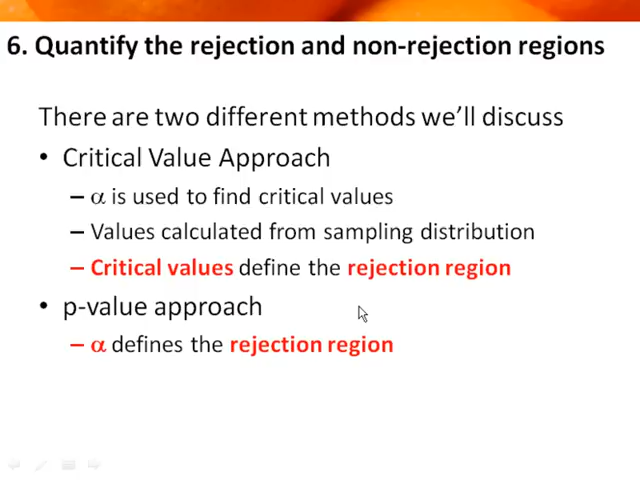 6. Quantify the rejection and non-rejection regions
There are two different methods we'll discuss
• Critical Value Approach
– α is used to find critical values
– Values calculated from sampling distribution
– Critical values define the rejection region
• p-value approach
– α defines the rejection region